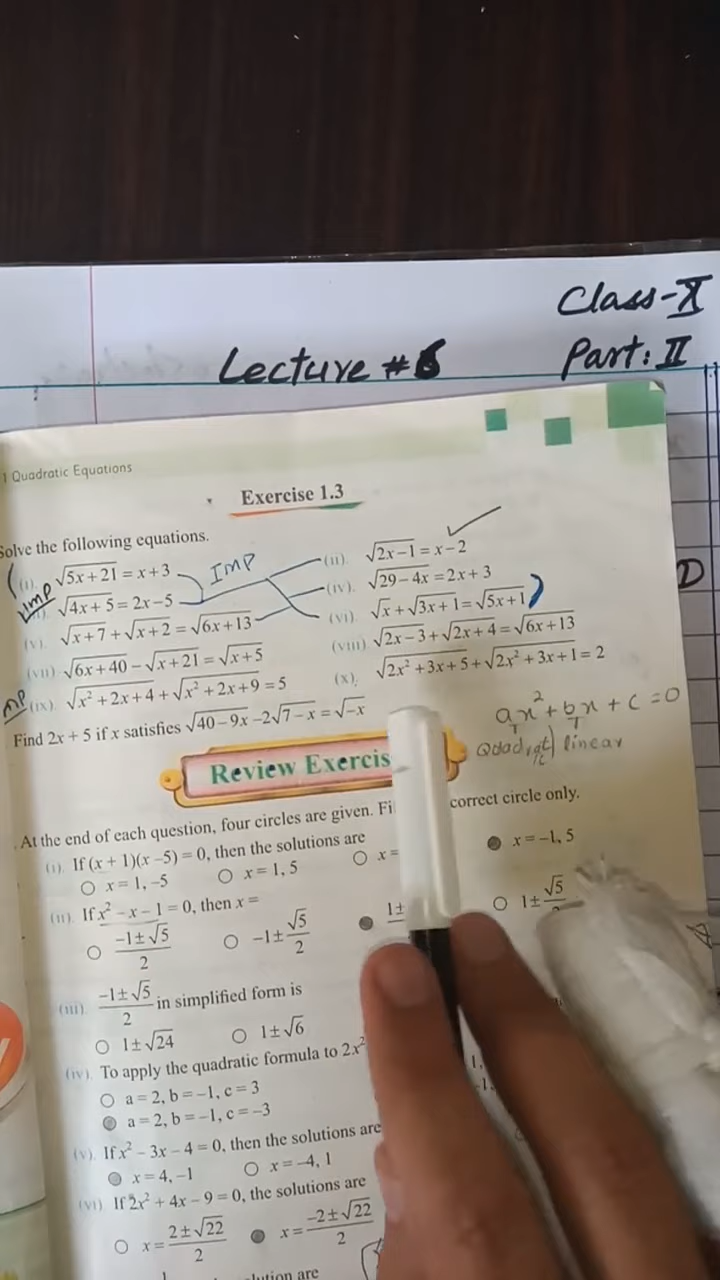 Class-X
Lecture #6
Part: II
1 Quadratic Equations
Exercise 1.3
Solve the following equations.
IMP
(i). √5x+21 = x+3
(ii). √2x-1 = x-2
IMP √4x+5 = 2x-5
(iv). √29-4x = 2x+3
(v). √x+7 + √x+2 = √6x+13
(vi). √x + √3x+1 = √5x+1
(vii) √6x+40 - √x+21 = √x+5
(viii) √2x-3 + √2x+4 = √6x+13
(ix). √x²+2x+4 + √x²+2x+9 = 5
(x). √2x²+3x+5 + √2x²+3x+1 = 2
Find 2x + 5 if x satisfies √40-9x - 2√7-x = √-x
ax² + bx + c = 0
linear
Review
At the end of each question, four circles are given. correct circle only.
(i). If (x+1)(x-5) = 0, then the solutions are
○ x = 1, -5 ○ x = 1, 5 ○ x = x = -1, 5
(ii). If x² - x - 1 = 0, then x =
○ -1±√5/2 ○ -1±√5/2 1± ○ 1±√5
(iii). -1±√5/2 in simplified form is
○ 1±√24 ○ 1±√6
(iv). To apply the quadratic formula to 2x²
○ a = 2, b = -1, c = 3
a = 2, b = -1, c = -3
(v). If x² - 3x - 4 = 0, then the solutions are
x = 4, -1 ○ x = -4, 1
(vi) If 2x² + 4x - 9 = 0, the solutions are
○ x = 2±√22/2 x = -2±√22/2
are